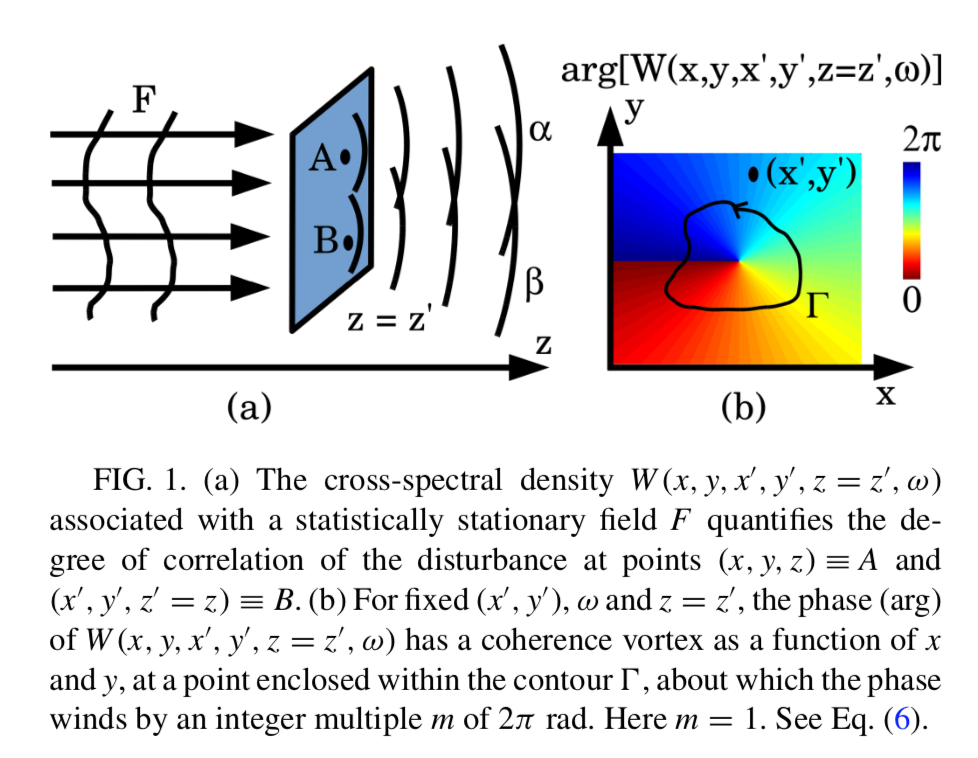 F
A
B
α
β
z = z'
z
(a)
arg[W(x,y,x',y',z=z',ω)]
y
(x',y')
Γ
2π
0
x
(b)
FIG. 1. (a) The cross-spectral density W(x, y, x′, y′, z = z′, ω)
associated with a statistically stationary field F quantifies the de-
gree of correlation of the disturbance at points (x, y, z) ≡ A and
(x′, y′, z′ = z) ≡ B. (b) For fixed (x′, y′), ω and z = z′, the phase (arg)
of W(x, y, x′, y′, z = z′, ω) has a coherence vortex as a function of x
and y, at a point enclosed within the contour Γ, about which the phase
winds by an integer multiple m of 2π rad. Here m = 1. See Eq. (6).